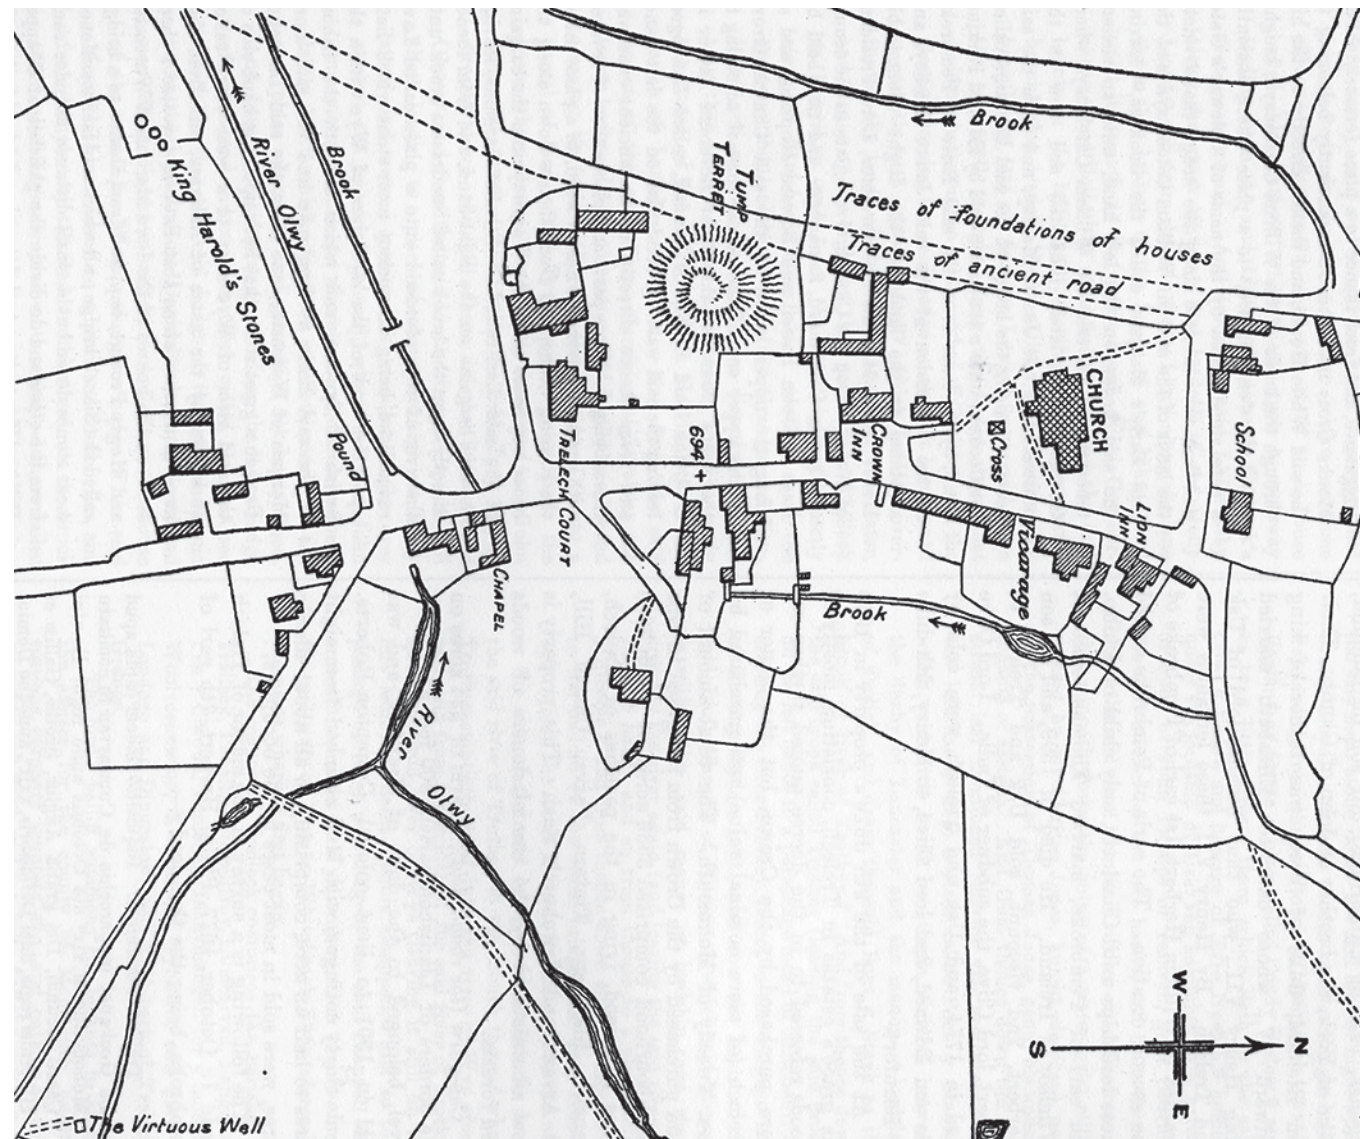 Brook
Brook
River Olwy
King Harold's Stones
TUMP
TERRET
Traces of foundations of houses
Traces of ancient road
CHURCH
Cross
School
CROWN
INN
694 +
TRELECH COURT
Pound
LION
INN
Vicarage
CHAPEL
Brook
River
Olwy
W
S
N
E
The Virtuous Well